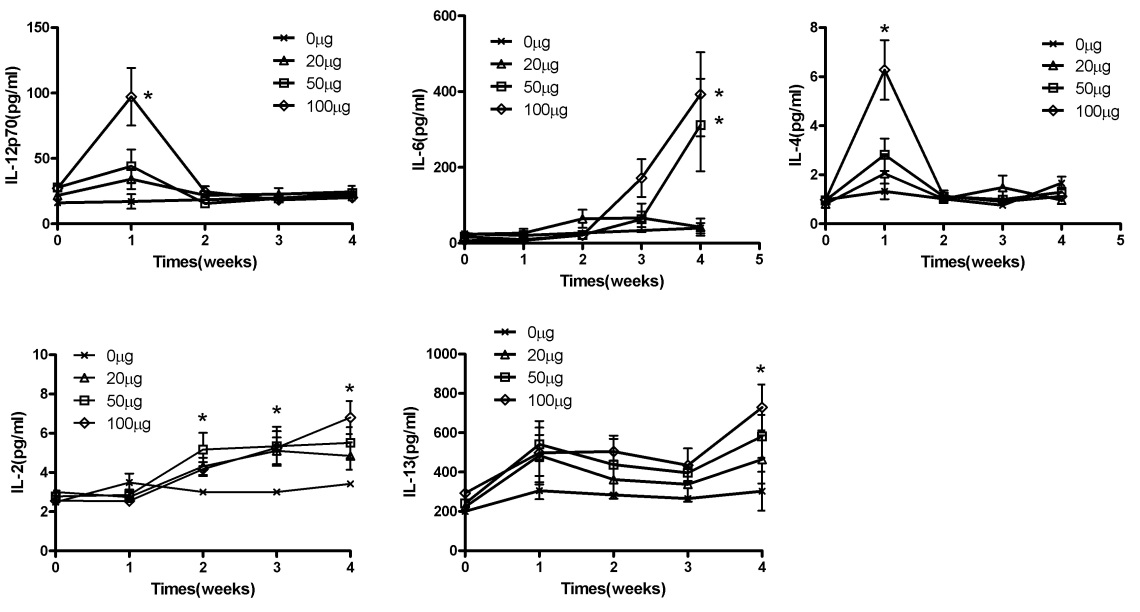 IL-12p70(pg/ml)
150
100
50
0
0μg
20μg
50μg
100μg
*
0 1 2 3 4
Times(weeks)
IL-6(pg/ml)
600
400
200
0
0μg
20μg
50μg
100μg
*
*
0 1 2 3 4 5
Times(weeks)
IL-4(pg/ml)
8
6
4
2
0
*
0μg
20μg
50μg
100μg
0 1 2 3 4 5
Times(weeks)
IL-2(pg/ml)
10
8
6
4
2
0
0μg
20μg
50μg
100μg
* * *
0 1 2 3 4
Times(weeks)
IL-13(pg/ml)
1000
800
600
400
200
0
0μg
20μg
50μg
100μg
*
0 1 2 3 4
Times(weeks)